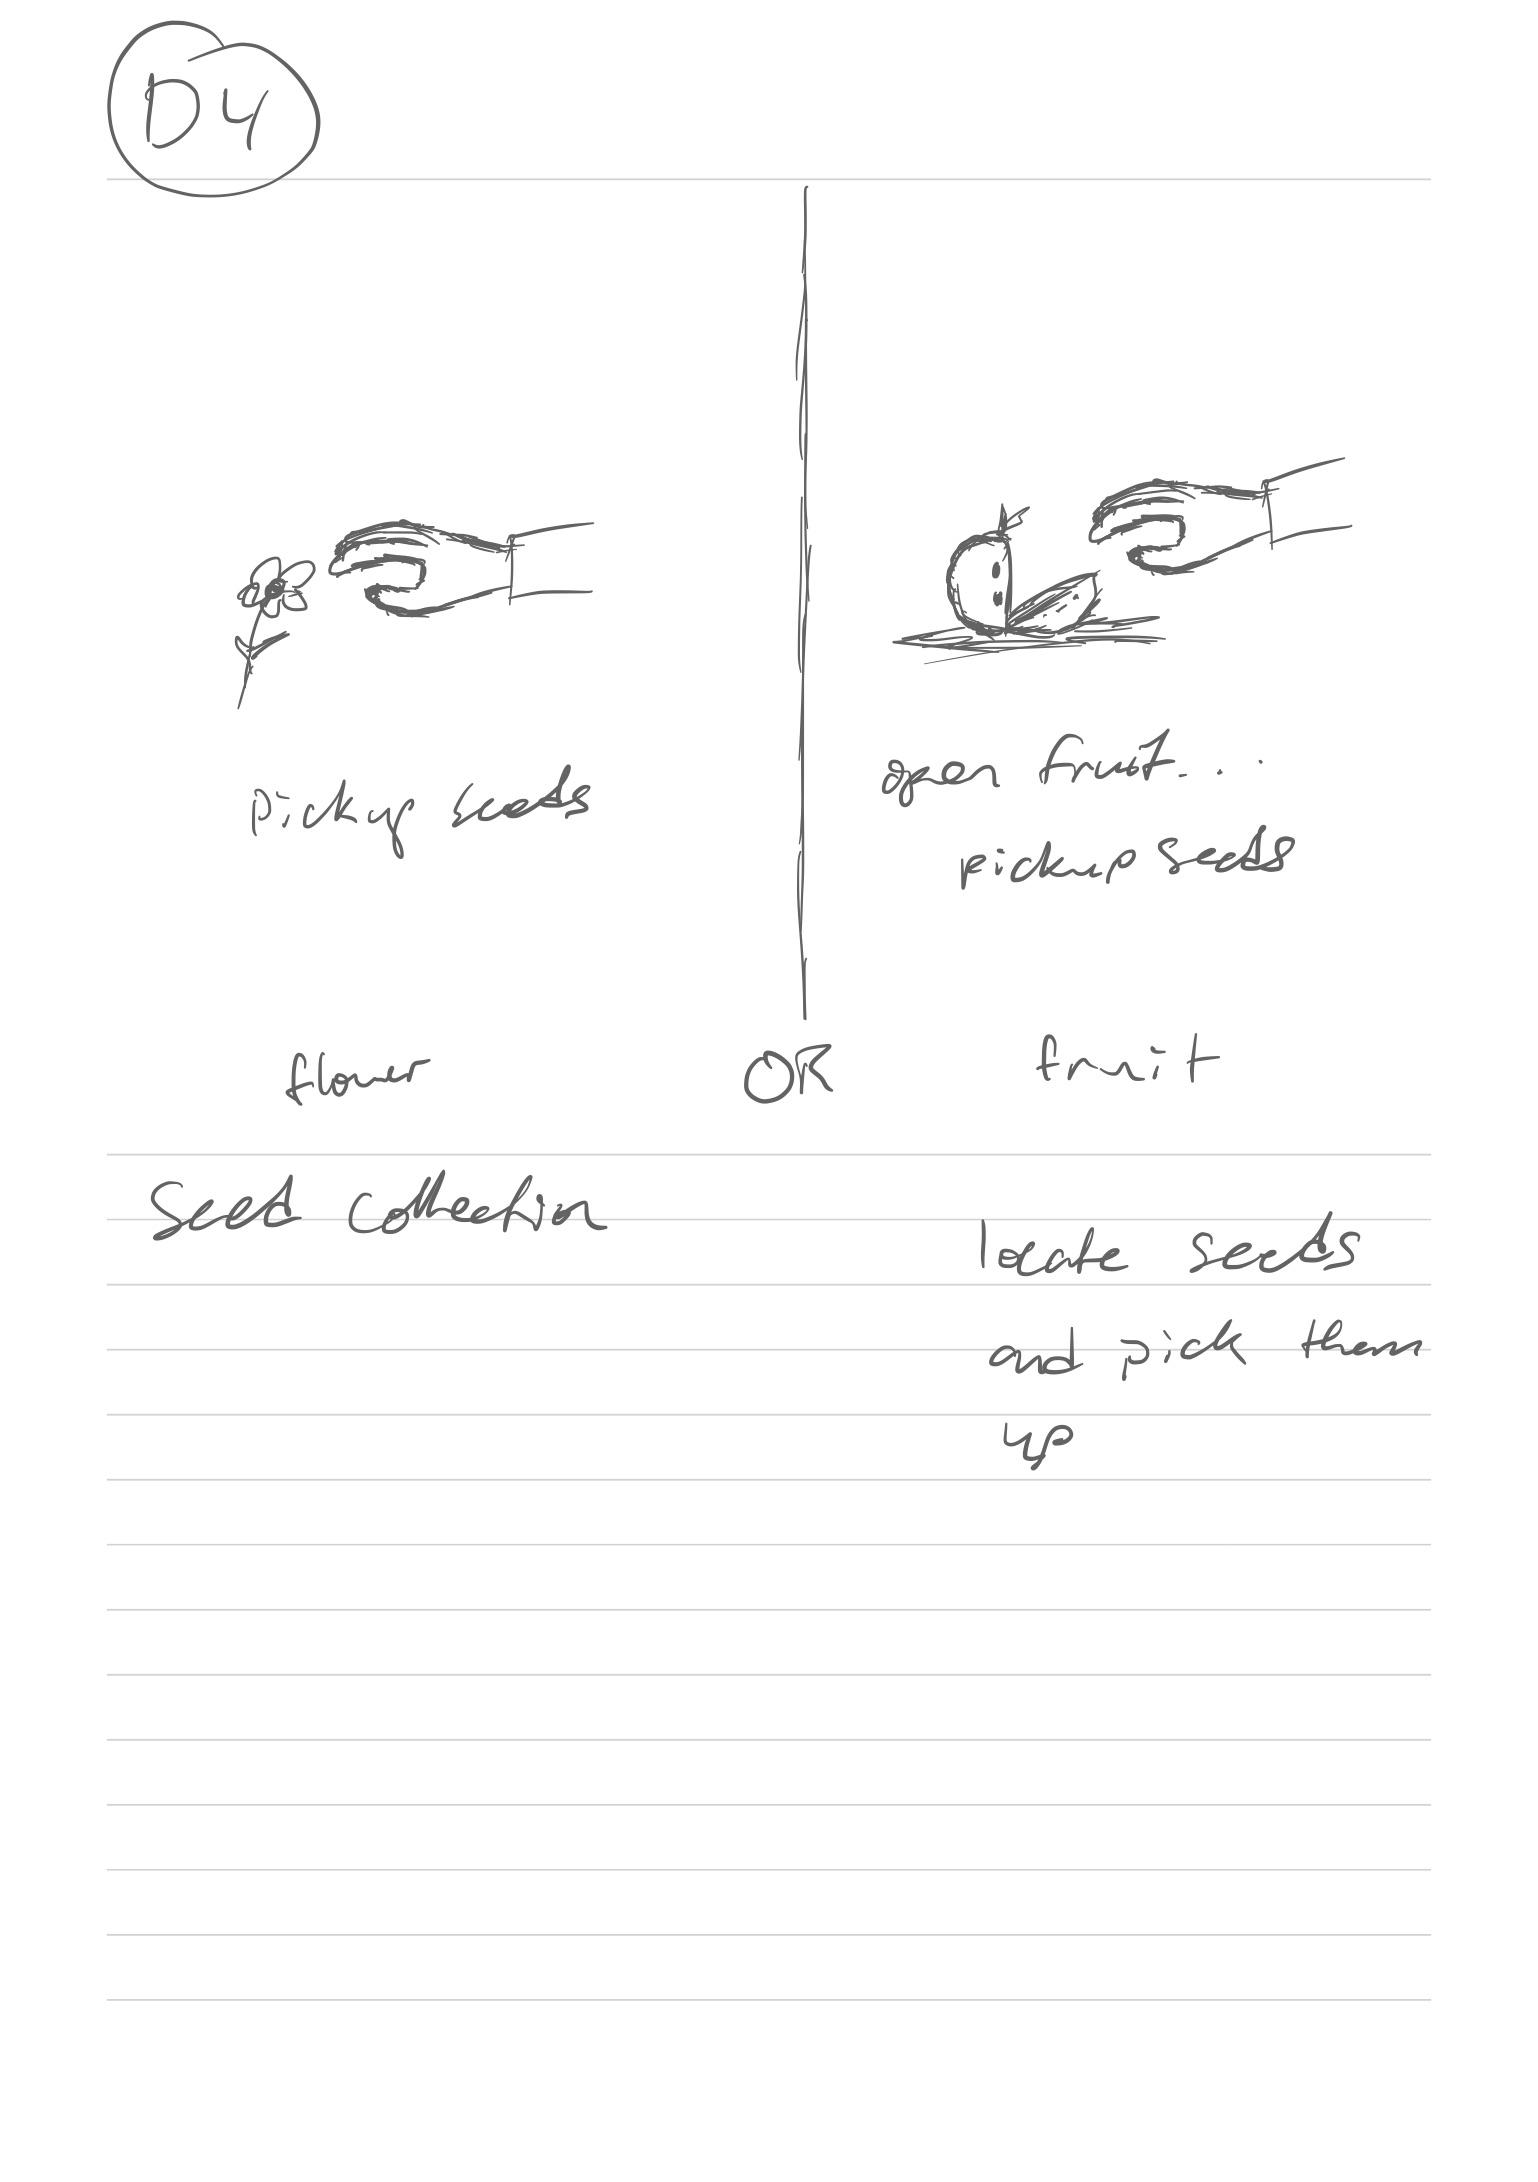 D4
pickup seeds
open fruit...
pickup seeds
flower OR fruit
Seed collection
locate seeds
and pick them
up